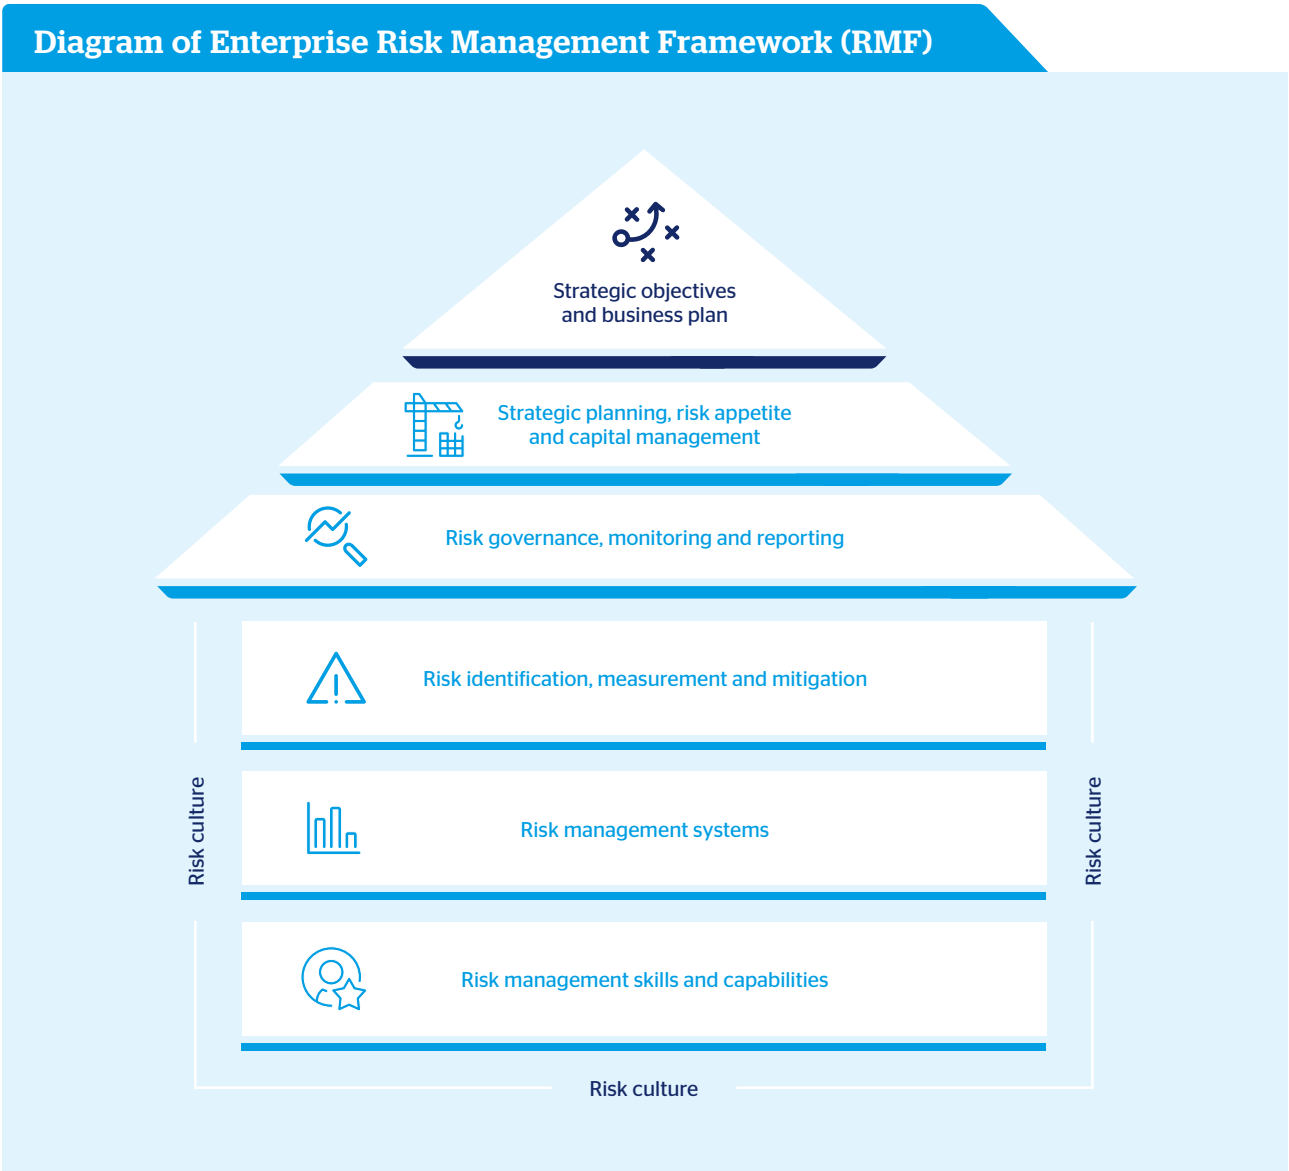 Diagram of Enterprise Risk Management Framework (RMF)
Strategic objectives
and business plan
Strategic planning, risk appetite
and capital management
Risk governance, monitoring and reporting
Risk identification, measurement and mitigation
Risk culture
Risk management systems
Risk culture
Risk management skills and capabilities
Risk culture